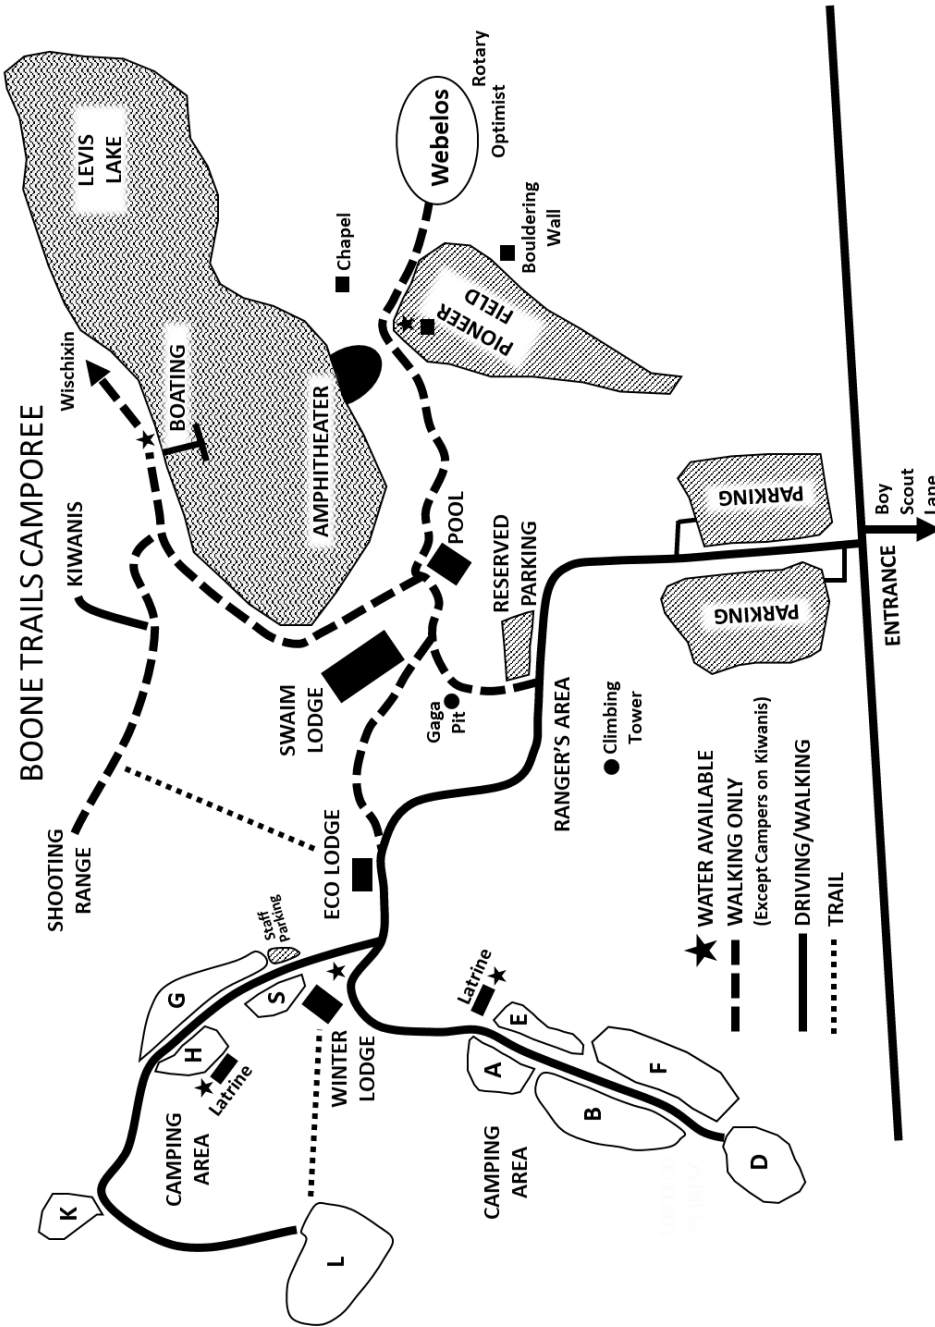 BOONE TRAILS CAMPOREE
LEVIS
LAKE
Wischixin
BOATING
KIWANIS
AMPHITHEATER
Chapel
Webelos
Rotary
Optimist
Bouldering
Wall
PIONEER
FIELD
POOL
SWAIM
LODGE
Gaga
Pit
RESERVED
PARKING
SHOOTING
RANGE
ECO LODGE
Staff
Parking
RANGER'S AREA
Climbing
Tower
PARKING
PARKING
ENTRANCE
Boy
Scout
Lane
G
S
H
Latrine
WINTER
LODGE
CAMPING
AREA
K
L
Latrine
E
A
B
F
D
CAMPING
AREA
WATER AVAILABLE
WALKING ONLY
(Except Campers on Kiwanis)
DRIVING/WALKING
TRAIL